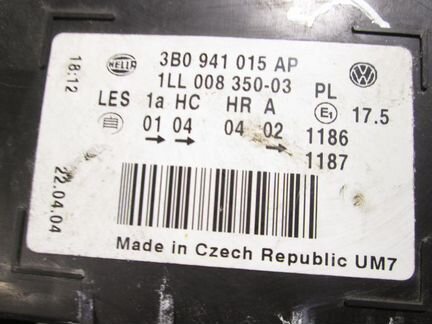 HELLA 3B0 941 015 AP
1LL 008 350-03 PL
LES 1a HC HR A E1 17.5
01 04 04 02 1186
1187
Made in Czech Republic UM7
18:12
22.04.04